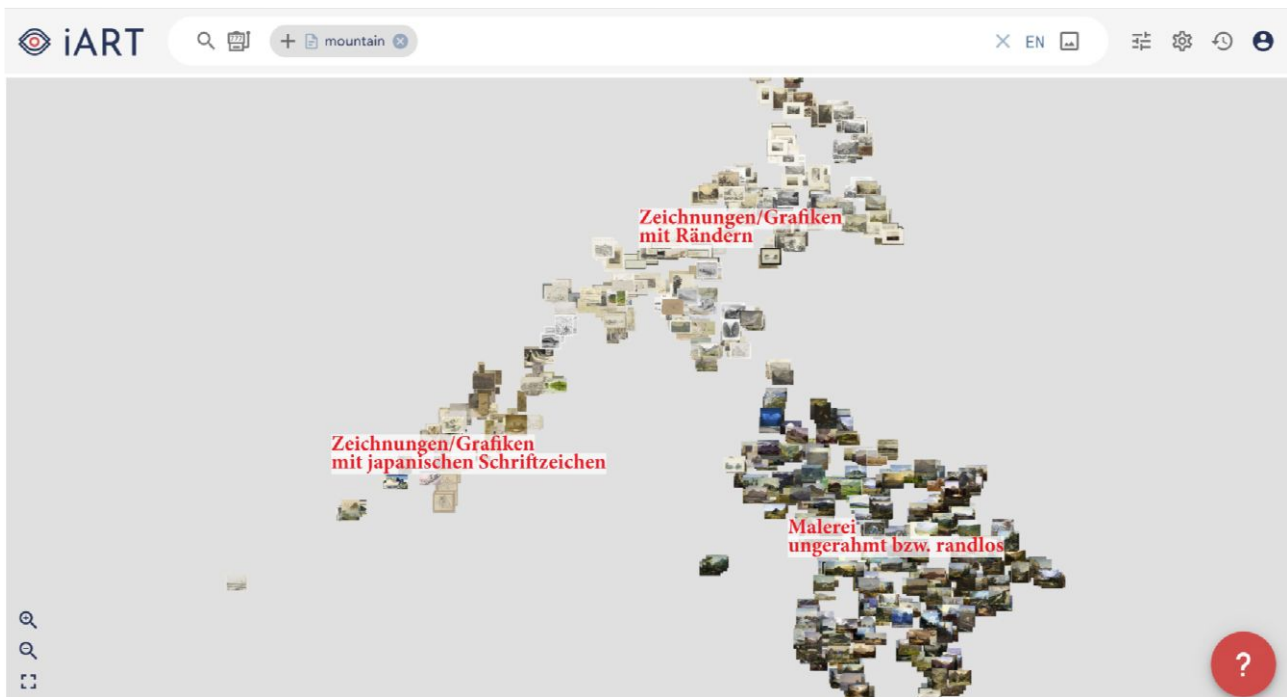 iART
mountain
EN
Zeichnungen/Grafiken
mit Rändern
Zeichnungen/Grafiken
mit japanischen Schriftzeichen
Malerei
ungerahmt bzw. randlos
?